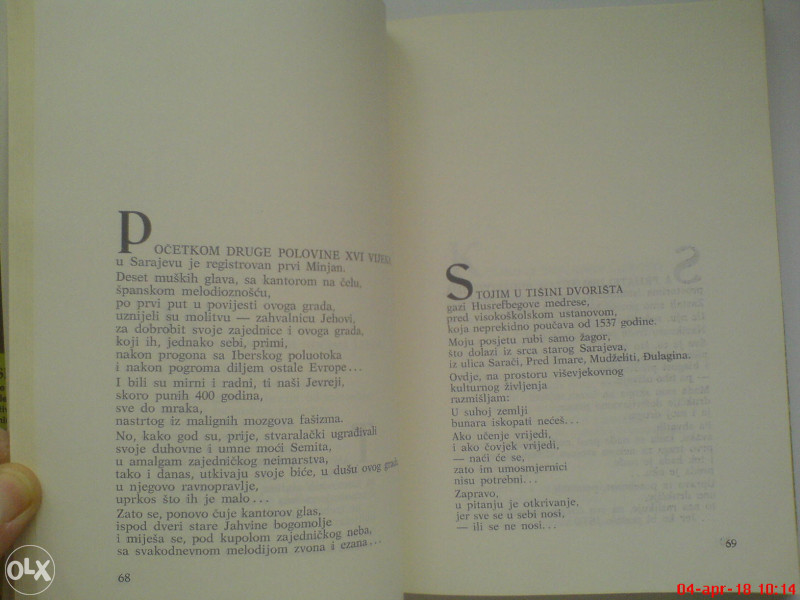 POČETKOM DRUGE POLOVINE XVI VIJEKA,
u Sarajevu je registrovan prvi Minjan.
Deset muških glava, sa kantorom na čelu,
španskom melodioznošću,
po prvi put u povijesti ovoga grada,
uznijeli su molitvu — zahvalnicu Jehovi,
za dobrobit svoje zajednice i ovoga grada,
koji ih, jednako sebi, primi,
nakon progona sa Iberskog poluotoka
i nakon pogroma diljem ostale Evrope...
I bili su mirni i radni, ti naši Jevreji,
skoro punih 400 godina,
sve do mraka,
nastrtog iz malignih mozgova fašizma.
No, kako god su, prije, stvaralački ugrađivali
svoje duhovne i umne moći Semita,
u amalgam zajedničkog neimarstva,
tako i danas, utkivaju svoje biće, u dušu ovog grada
u njegovo ravnopravlje,
uprkos što ih je malo...
Zato se, ponovo čuje kantorov glas,
ispod dveri stare Jahvine bogomolje
i miješa se, pod kupolom zajedničkog neba,
sa svakodnevnom melodijom zvona i ezana...
68
STOJIM U TIŠINI DVORIŠTA
gazi Husrefbegove medrese,
pred visokoškolskom ustanovom,
koja neprekidno poučava od 1537 godine.
Moju posjetu rubi samo žagor,
što dolazi iz srca starog Sarajeva,
iz ulica Sarači, Pred Imare, Mudželiti, Đulagina.
Ovdje, na prostoru viševjekovnog
kulturnog življenja
razmišljam:
U suhoj zemlji
bunara iskopati nećeš...
Ako učenje vrijedi,
i ako čovjek vrijedi,
— naći će se,
zato im umosmjernici
nisu potrebni...
Zapravo,
u pitanju je otkrivanje,
jer sve se u sebi nosi,
— ili se ne nosi...
69
OLX
04-apr-18 10:14